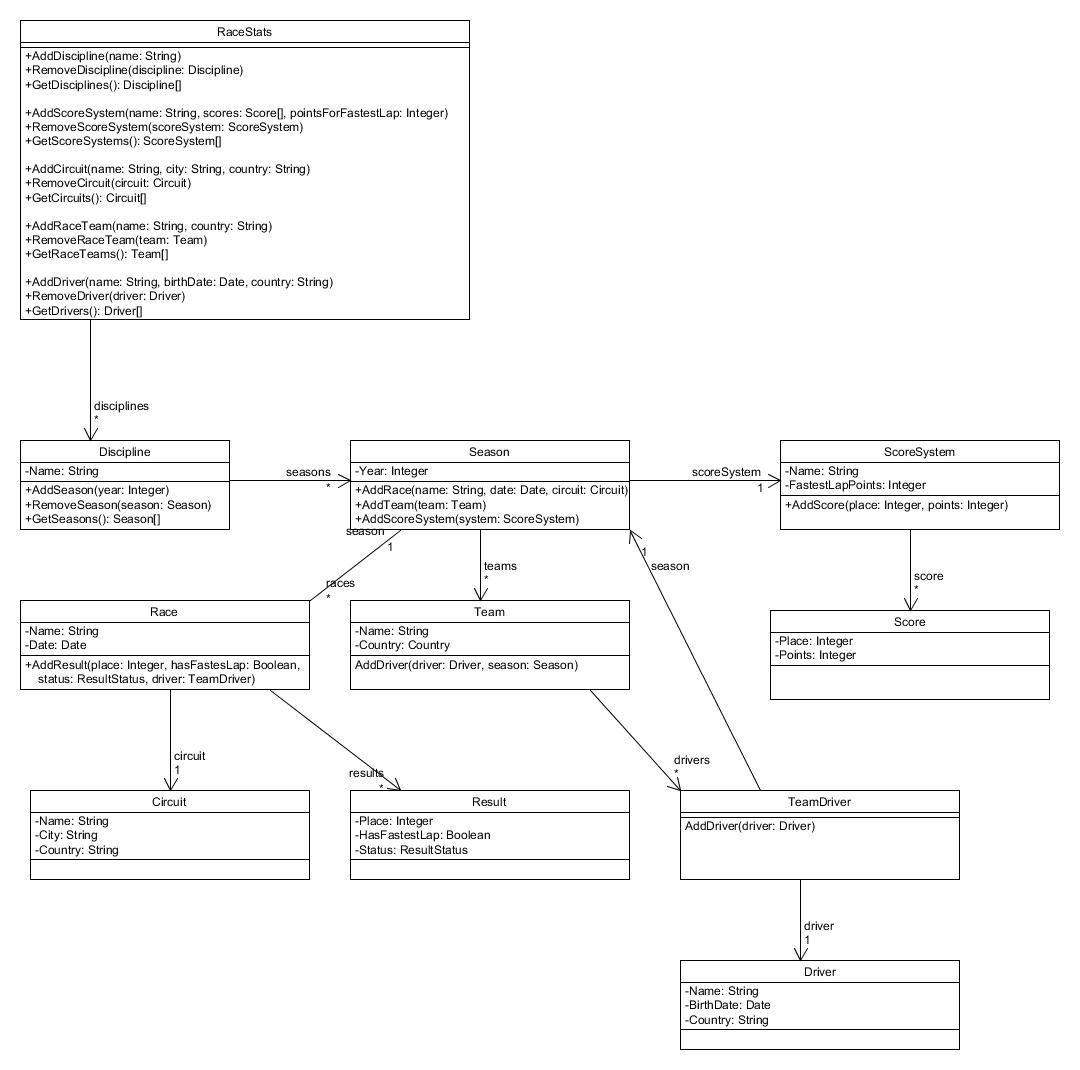 RaceStats
+AddDiscipline(name: String)
+RemoveDiscipline(discipline: Discipline)
+GetDisciplines(): Discipline[]
+AddScoreSystem(name: String, scores: Score[], pointsForFastestLap: Integer)
+RemoveScoreSystem(scoreSystem: ScoreSystem)
+GetScoreSystems(): ScoreSystem[]
+AddCircuit(name: String, city: String, country: String)
+RemoveCircuit(circuit: Circuit)
+GetCircuits(): Circuit[]
+AddRaceTeam(name: String, country: String)
+RemoveRaceTeam(team: Team)
+GetRaceTeams(): Team[]
+AddDriver(name: String, birthDate: Date, country: String)
+RemoveDriver(driver: Driver)
+GetDrivers(): Driver[]
disciplines
*
Discipline
-Name: String
+AddSeason(year: Integer)
+RemoveSeason(season: Season)
+GetSeasons(): Season[]
seasons
*
Season
-Year: Integer
+AddRace(name: String, date: Date, circuit: Circuit)
+AddTeam(team: Team)
+AddScoreSystem(system: ScoreSystem)
scoreSystem
1
ScoreSystem
-Name: String
-FastestLapPoints: Integer
+AddScore(place: Integer, points: Integer)
season
1
races
*
teams
*
1
season
score
*
Race
-Name: String
-Date: Date
+AddResult(place: Integer, hasFastesLap: Boolean,
status: ResultStatus, driver: TeamDriver)
Team
-Name: String
-Country: Country
AddDriver(driver: Driver, season: Season)
Score
-Place: Integer
-Points: Integer
circuit
1
results
*
drivers
*
Circuit
-Name: String
-City: String
-Country: String
Result
-Place: Integer
-HasFastestLap: Boolean
-Status: ResultStatus
TeamDriver
AddDriver(driver: Driver)
driver
1
Driver
-Name: String
-BirthDate: Date
-Country: String